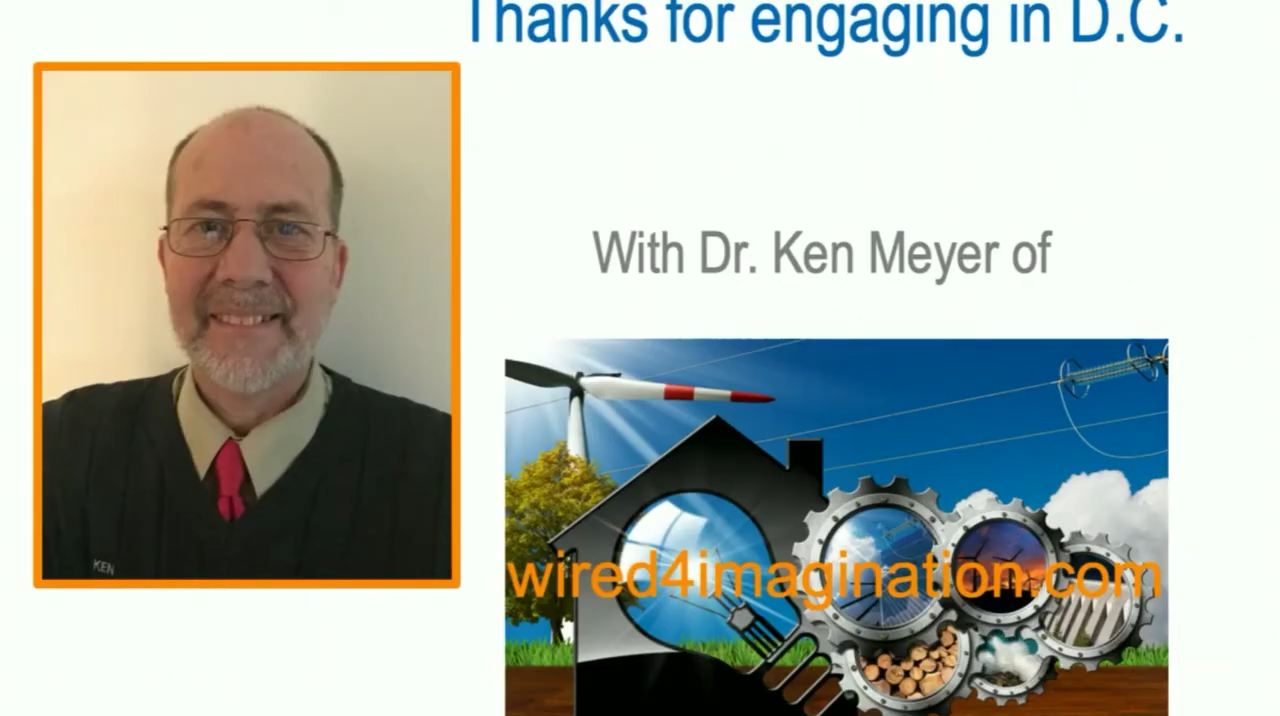 Thanks for engaging in D.C.
With Dr. Ken Meyer of
KEN
wired4imagination.com